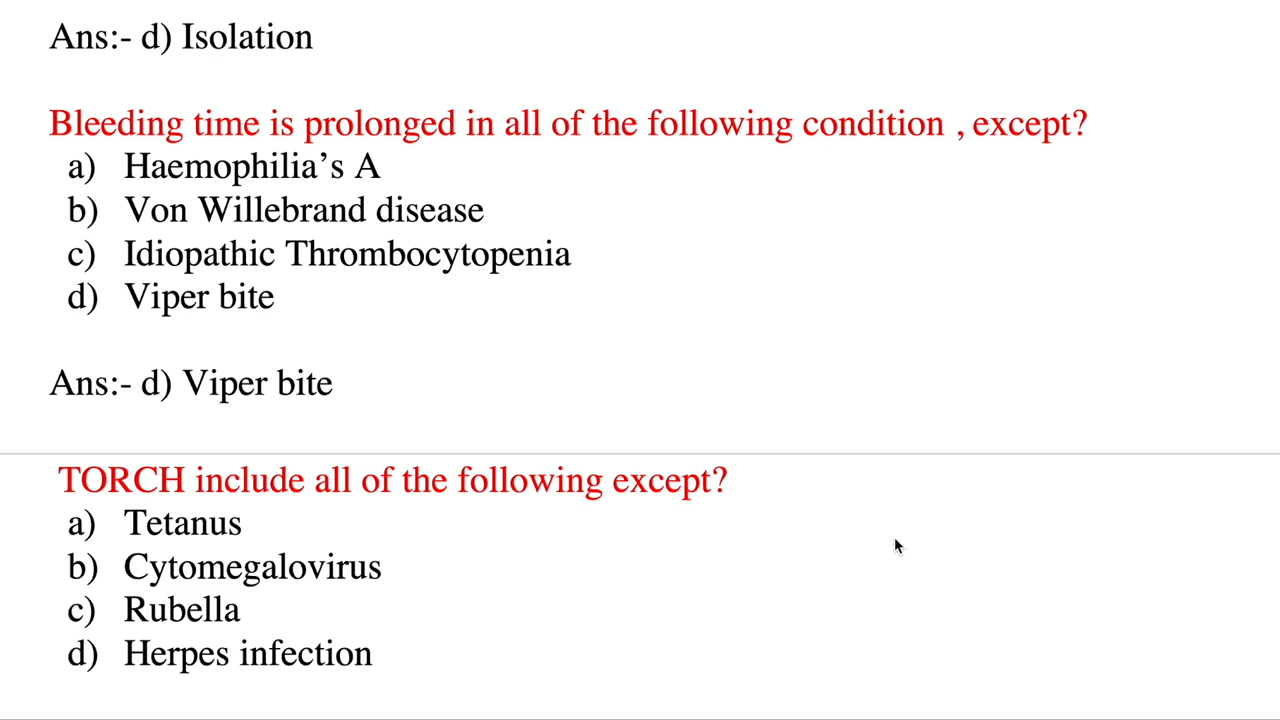 Ans:- d) Isolation
Bleeding time is prolonged in all of the following condition , except?
a) Haemophilia’s A
b) Von Willebrand disease
c) Idiopathic Thrombocytopenia
d) Viper bite
Ans:- d) Viper bite
TORCH include all of the following except?
a) Tetanus
b) Cytomegalovirus
c) Rubella
d) Herpes infection